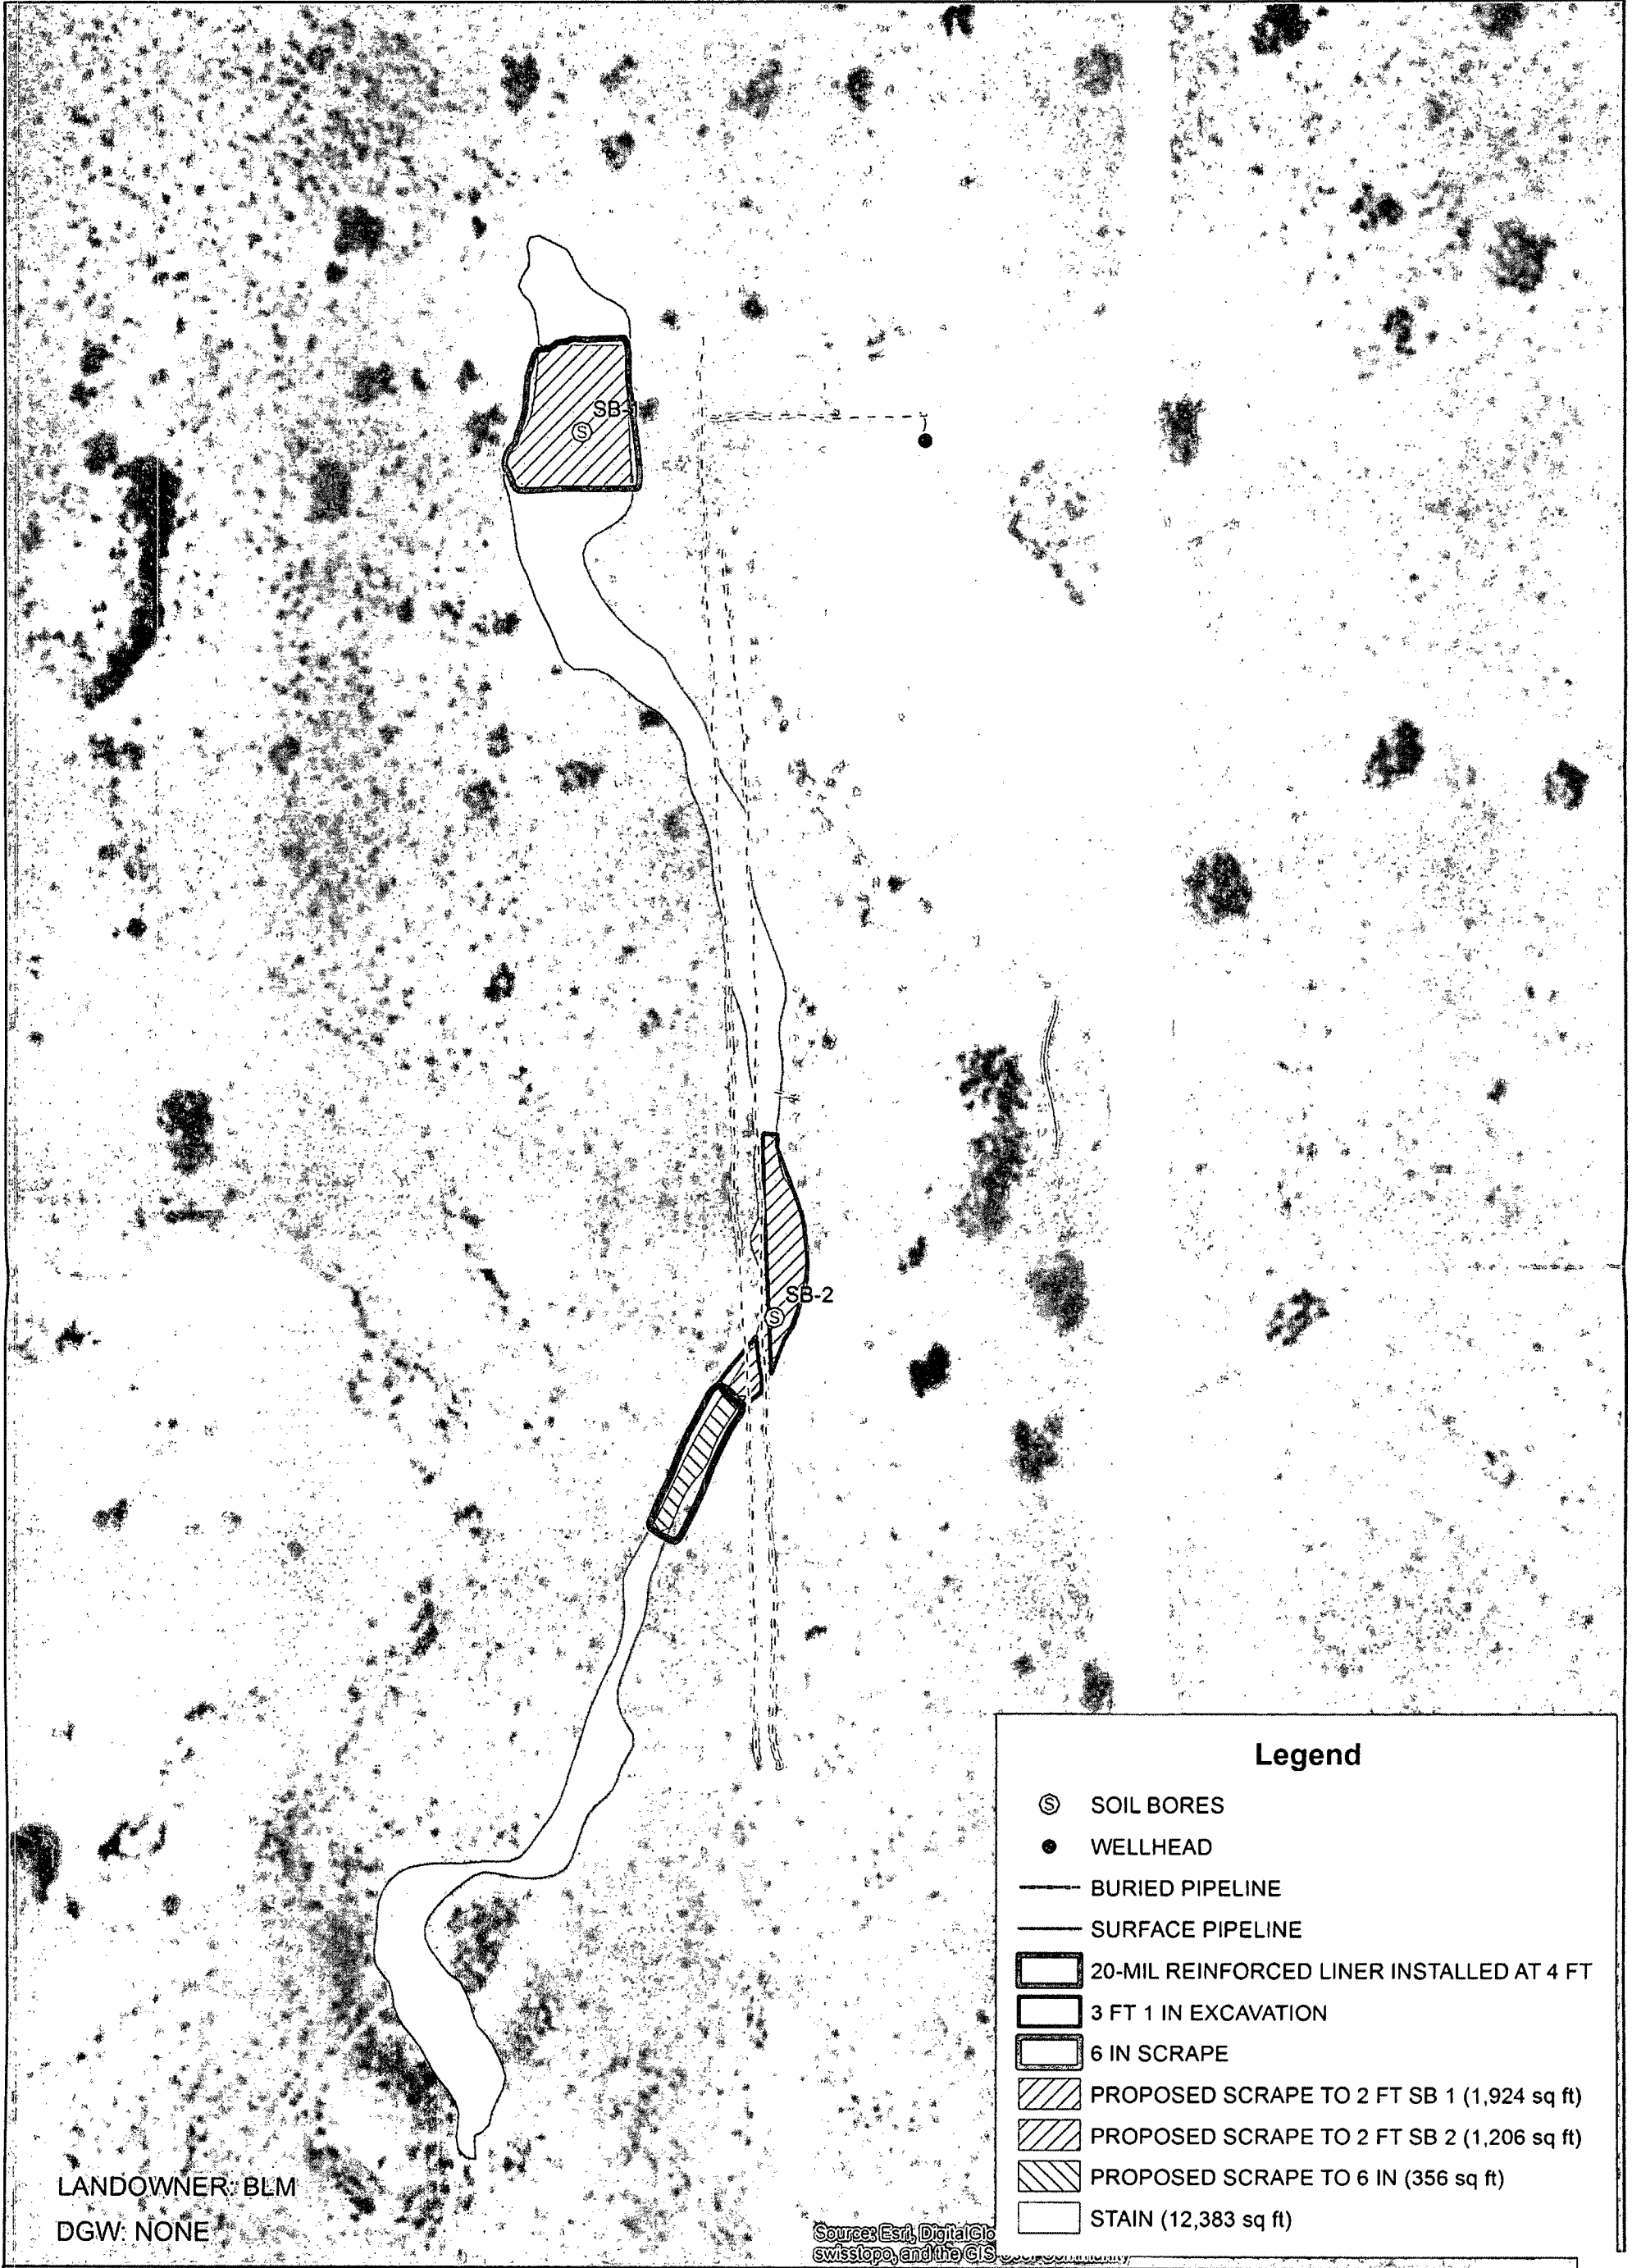 SB-1
SB-2
Legend
SOIL BORES
WELLHEAD
BURIED PIPELINE
SURFACE PIPELINE
20-MIL REINFORCED LINER INSTALLED AT 4 FT
3 FT 1 IN EXCAVATION
6 IN SCRAPE
PROPOSED SCRAPE TO 2 FT SB 1 (1,924 sq ft)
PROPOSED SCRAPE TO 2 FT SB 2 (1,206 sq ft)
PROPOSED SCRAPE TO 6 IN (356 sq ft)
STAIN (12,383 sq ft)
LANDOWNER: BLM
DGW: NONE
Source: Esri, DigitalGlo
swisstopo, and the GIS User Community